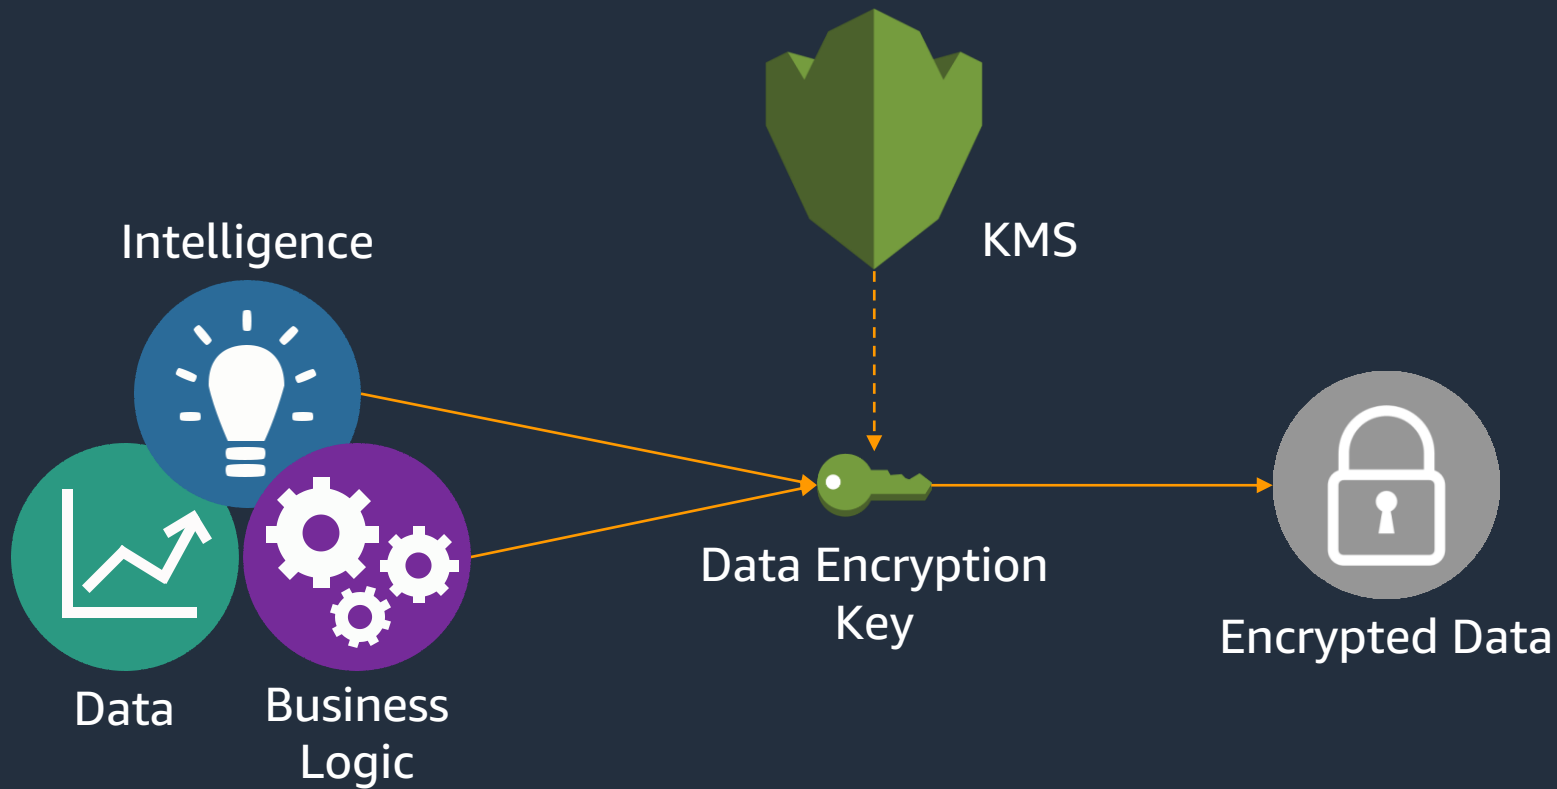 Intelligence
KMS
Data Encryption
Key
Encrypted Data
Data
Business
Logic